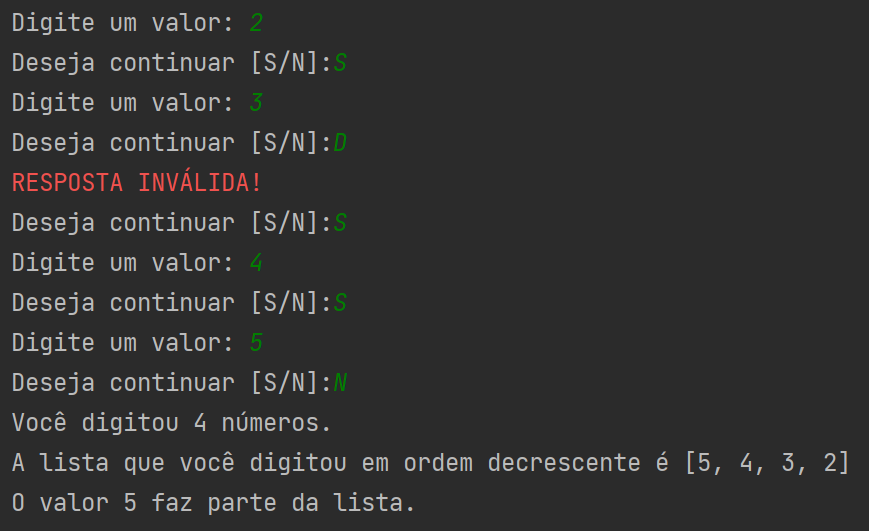 Digite um valor: 2
Deseja continuar [S/N]:S
Digite um valor: 3
Deseja continuar [S/N]:D
RESPOSTA INVÁLIDA!
Deseja continuar [S/N]:S
Digite um valor: 4
Deseja continuar [S/N]:S
Digite um valor: 5
Deseja continuar [S/N]:N
Você digitou 4 números.
A lista que você digitou em ordem decrescente é [5, 4, 3, 2]
O valor 5 faz parte da lista.